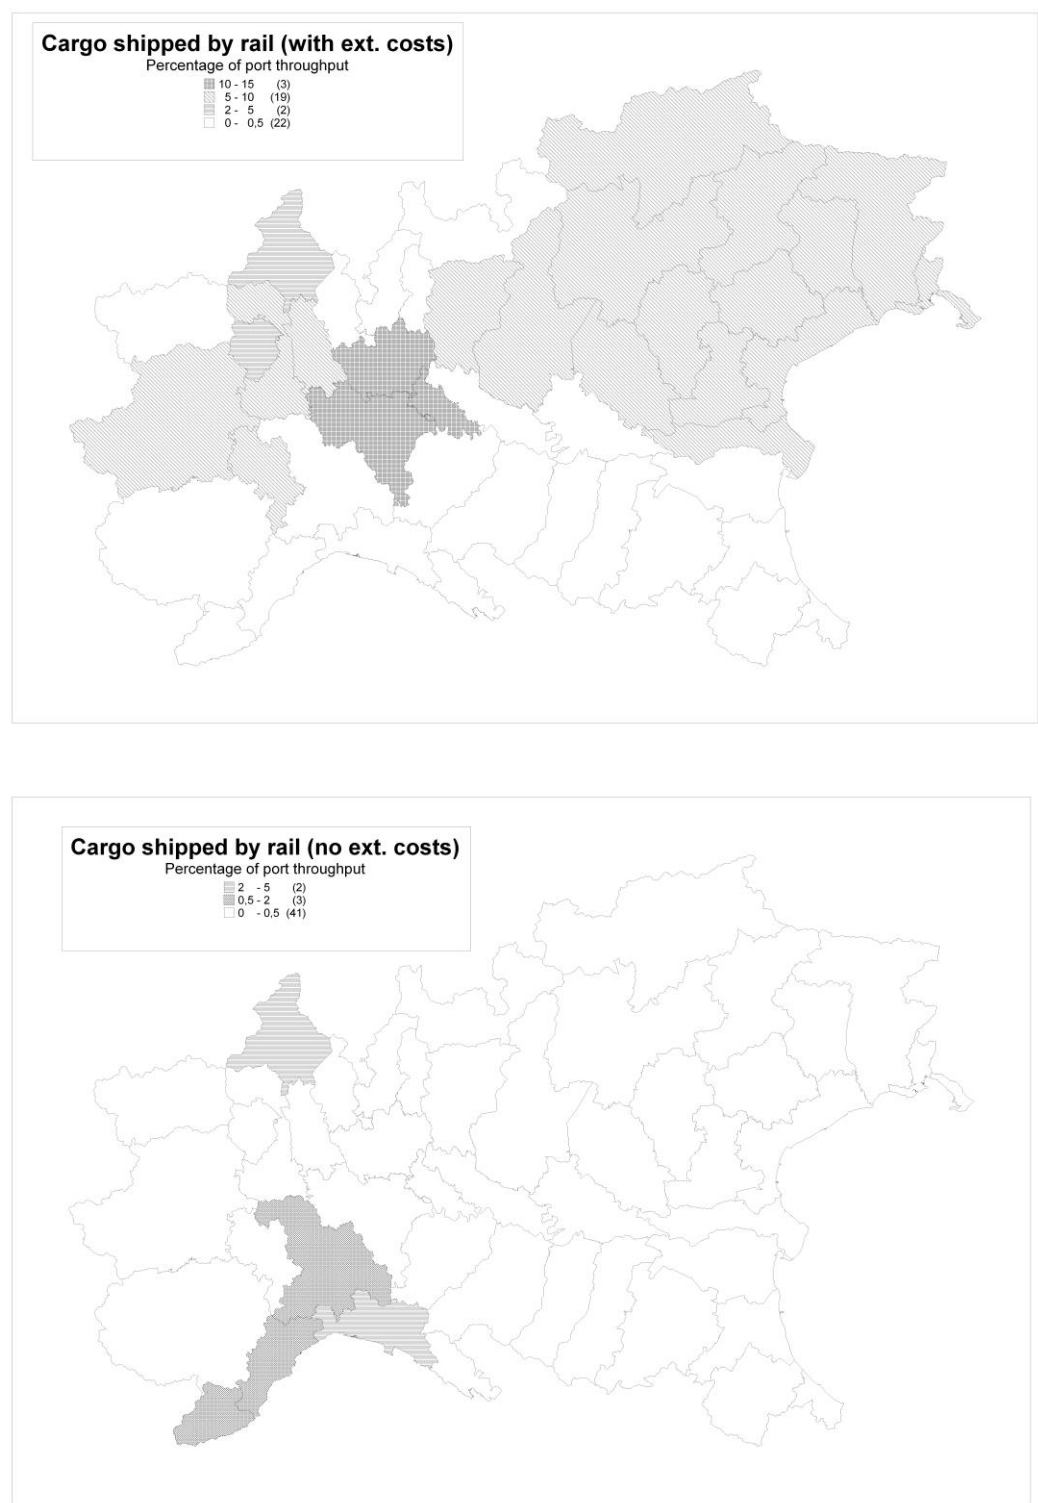 Cargo shipped by rail (with ext. costs)
Percentage of port throughput
10 - 15 (3)
5 - 10 (19)
2 - 5 (2)
0 - 0,5 (22)
Cargo shipped by rail (no ext. costs)
Percentage of port throughput
2 - 5 (2)
0,5 - 2 (3)
0 - 0,5 (41)